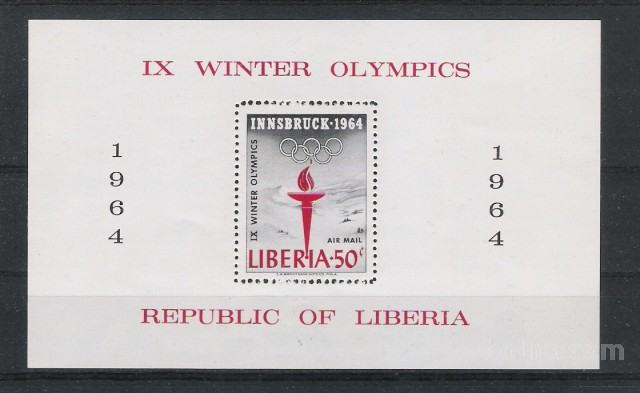 IX WINTER OLYMPICS
1
9
6
4
INNSBRUCK·1964
IX WINTER OLYMPICS
AIR MAIL
LIBERIA·50¢
1
9
6
4
REPUBLIC OF LIBERIA